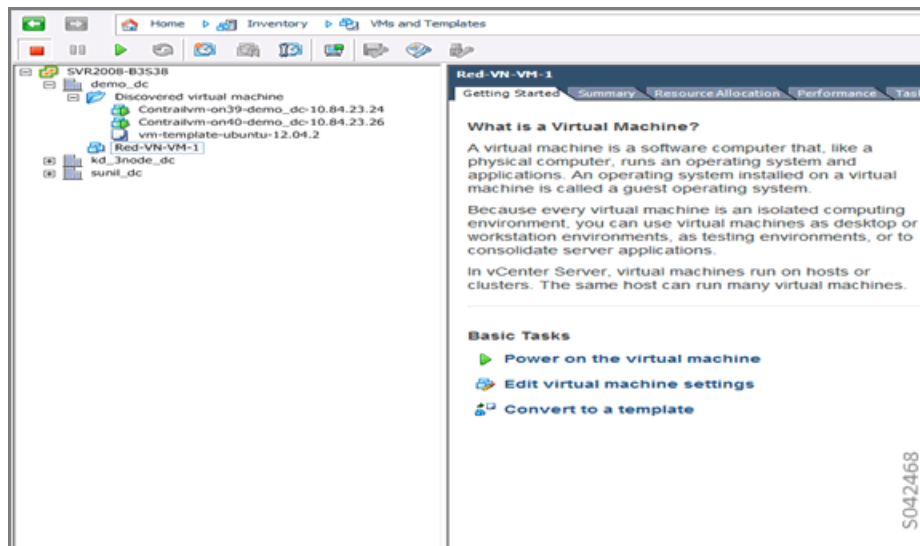 Home Inventory VMs and Templates
SVR2008-B3S38
demo_dc
Discovered virtual machine
Contrailvm-on39-demo_dc-10.84.23.24
Contrailvm-on40-demo_dc-10.84.23.26
vm-template-ubuntu-12.04.2
Red-VN-VM-1
kd_3node_dc
sunil_dc
Red-VN-VM-1
Getting Started Summary Resource Allocation Performance Task
What is a Virtual Machine?
A virtual machine is a software computer that, like a
physical computer, runs an operating system and
applications. An operating system installed on a virtual
machine is called a guest operating system.
Because every virtual machine is an isolated computing
environment, you can use virtual machines as desktop or
workstation environments, as testing environments, or to
consolidate server applications.
In vCenter Server, virtual machines run on hosts or
clusters. The same host can run many virtual machines.
Basic Tasks
Power on the virtual machine
Edit virtual machine settings
Convert to a template
S042468